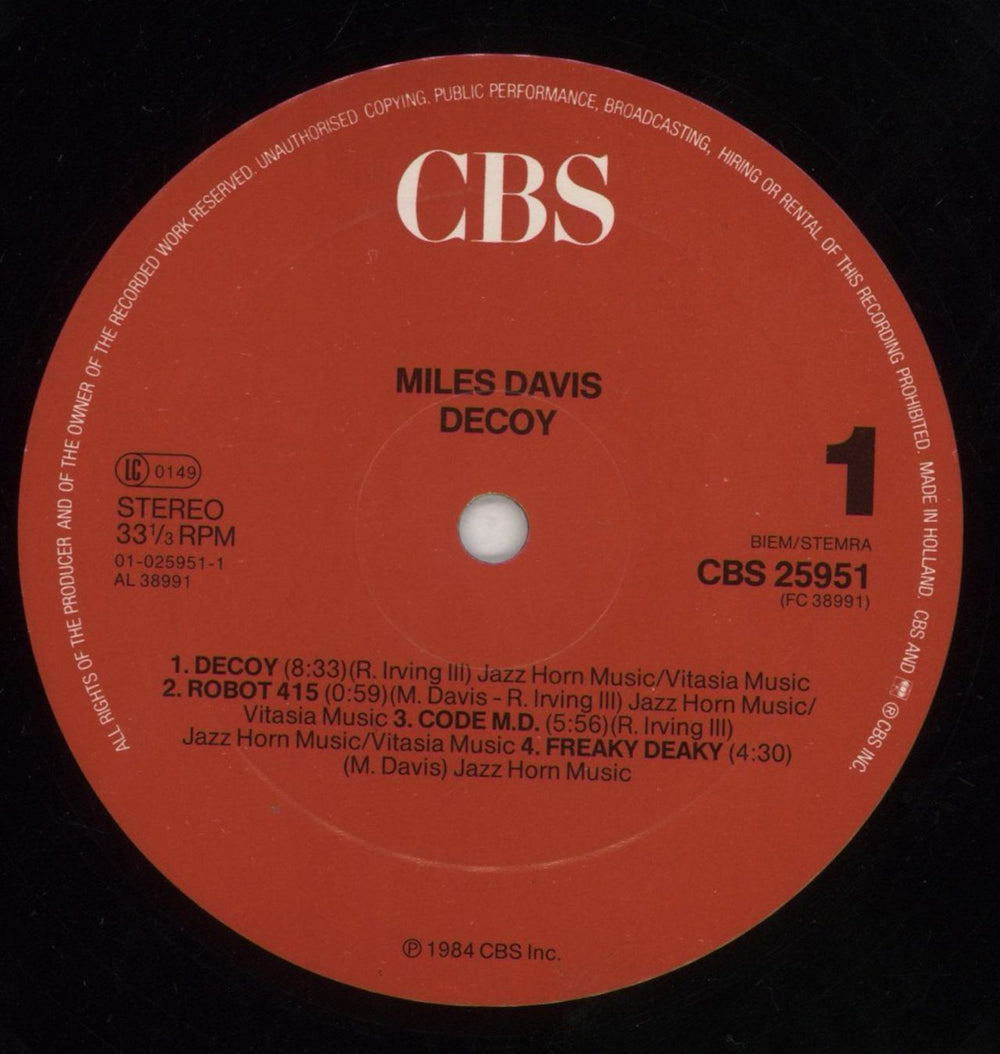 ALL RIGHTS OF THE PRODUCER AND OF THE OWNER OF THE RECORDED WORK RESERVED. UNAUTHORISED COPYING, PUBLIC PERFORMANCE, BROADCASTING, HIRING OR RENTAL OF THIS RECORDING PROHIBITED. MADE IN HOLLAND. CBS AND ℗ CBS INC.
CBS
MILES DAVIS
DECOY
1
LC 0149
STEREO
33⅓ RPM
01-025951-1
AL 38991
BIEM/STEMRA
CBS 25951
(FC 38991)
1. DECOY (8:33)(R. Irving III) Jazz Horn Music/Vitasia Music
2. ROBOT 415 (0:59)(M. Davis - R. Irving III) Jazz Horn Music/
Vitasia Music 3. CODE M.D. (5:56)(R. Irving III)
Jazz Horn Music/Vitasia Music 4. FREAKY DEAKY (4:30)
(M. Davis) Jazz Horn Music
℗ 1984 CBS Inc.